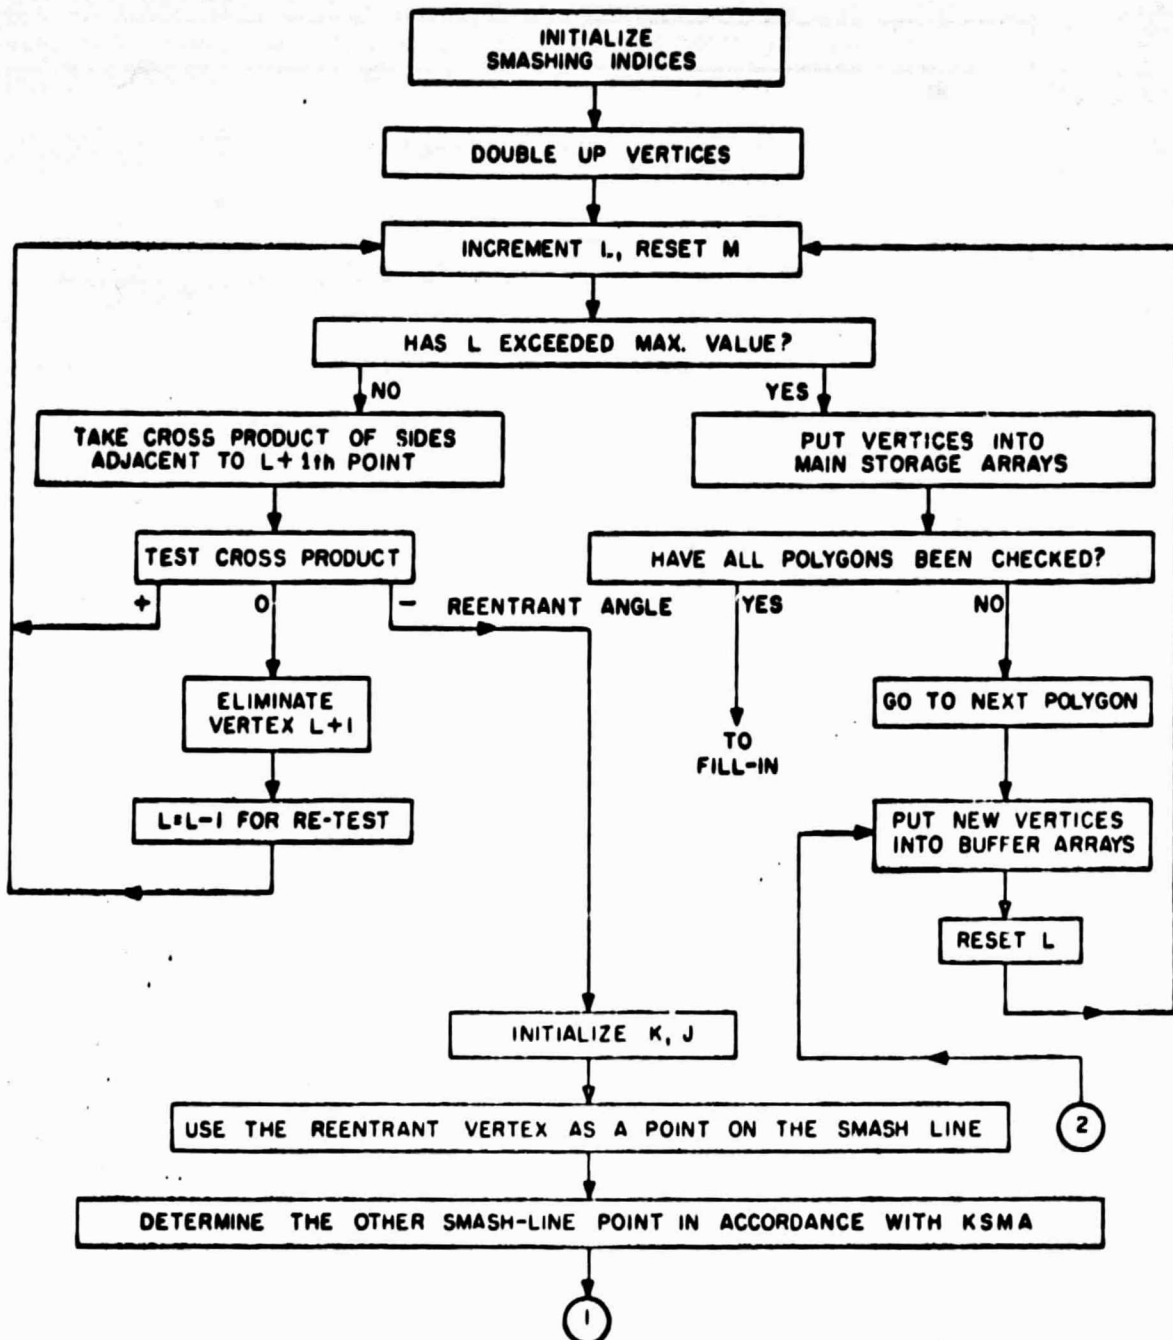 INITIALIZE
SMASHING INDICES
DOUBLE UP VERTICES
INCREMENT L, RESET M
HAS L EXCEEDED MAX. VALUE?
NO
YES
TAKE CROSS PRODUCT OF SIDES
ADJACENT TO L+1th POINT
PUT VERTICES INTO
MAIN STORAGE ARRAYS
TEST CROSS PRODUCT
HAVE ALL POLYGONS BEEN CHECKED?
+
0
- REENTRANT ANGLE
YES
NO
ELIMINATE
VERTEX L+1
GO TO NEXT POLYGON
TO
FILL-IN
L=L-1 FOR RE-TEST
PUT NEW VERTICES
INTO BUFFER ARRAYS
RESET L
INITIALIZE K, J
USE THE REENTRANT VERTEX AS A POINT ON THE SMASH LINE
2
DETERMINE THE OTHER SMASH-LINE POINT IN ACCORDANCE WITH KSMA
1